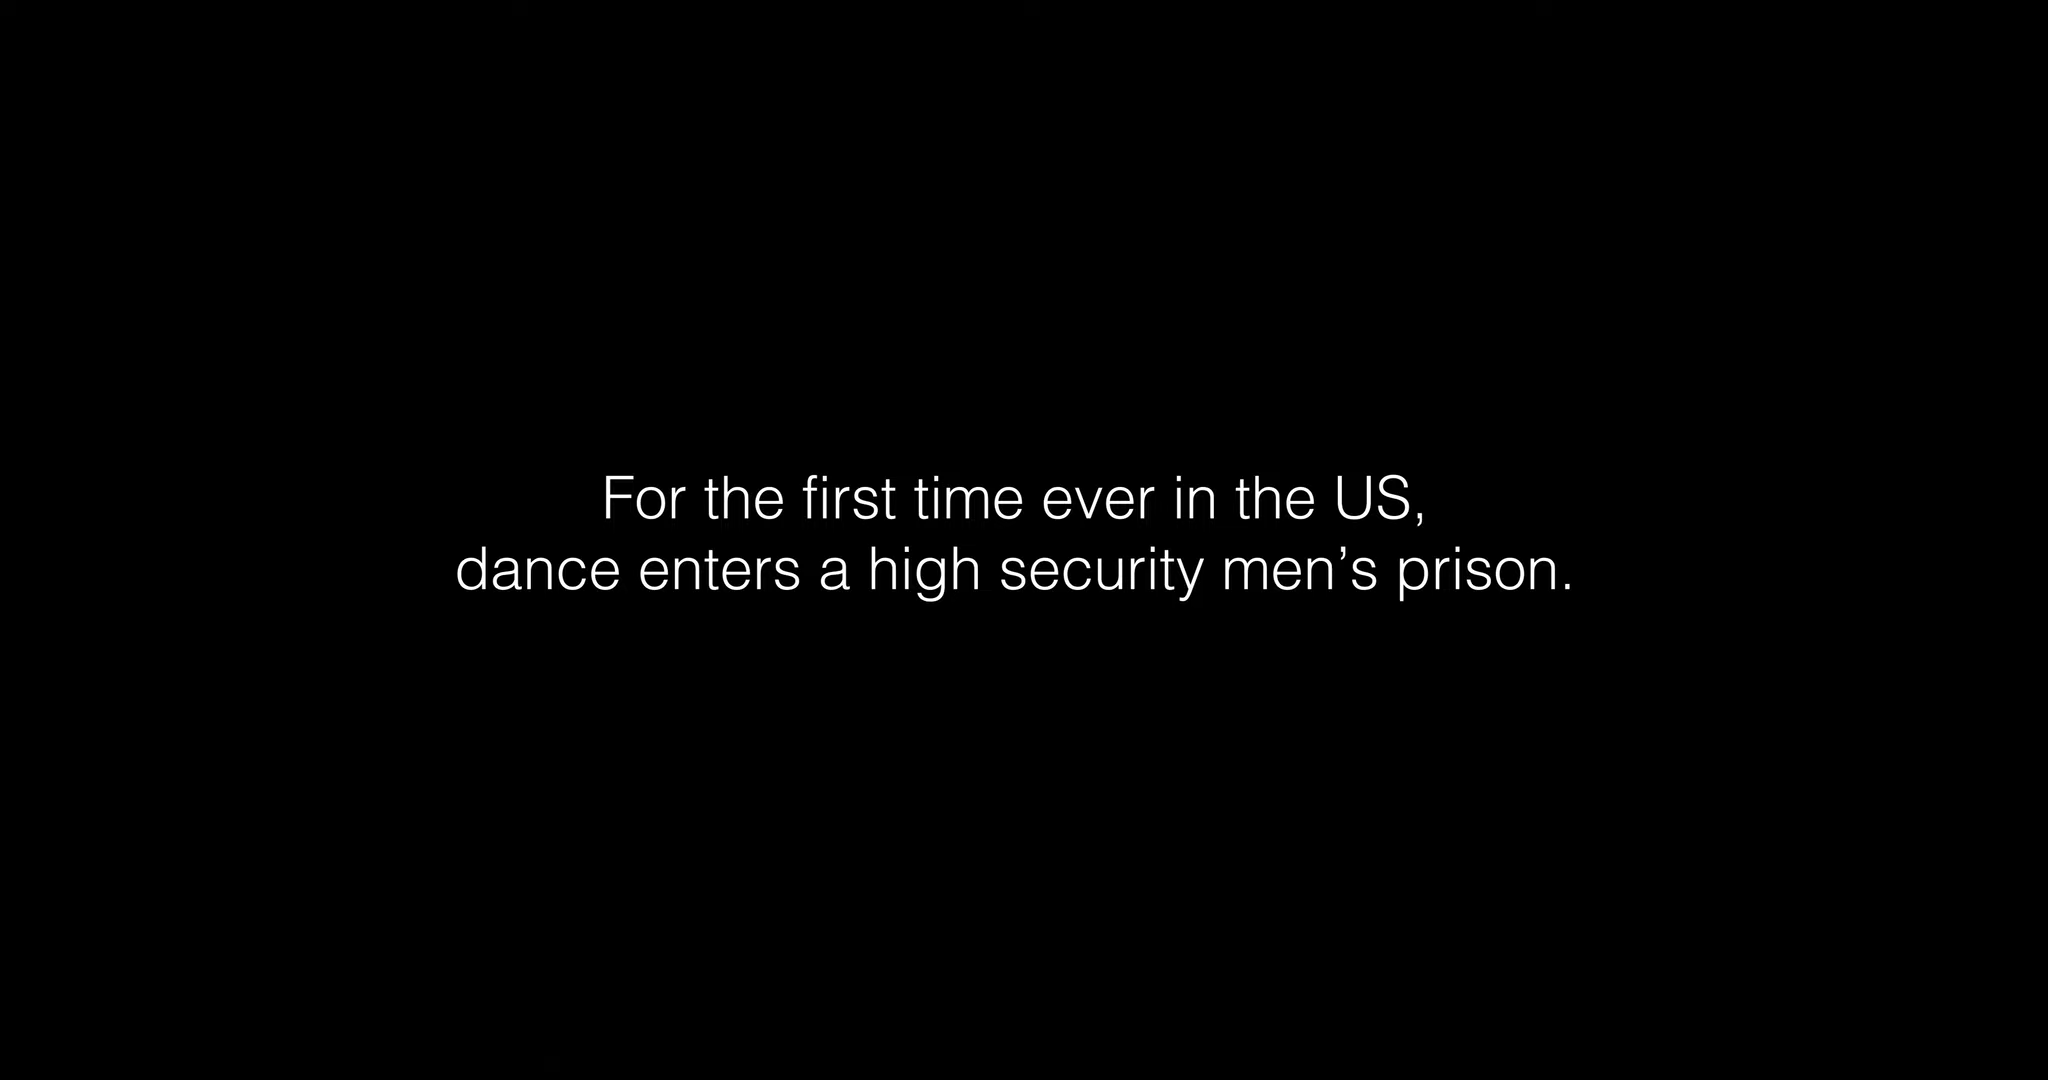 For the first time ever in the US,
dance enters a high security men’s prison.